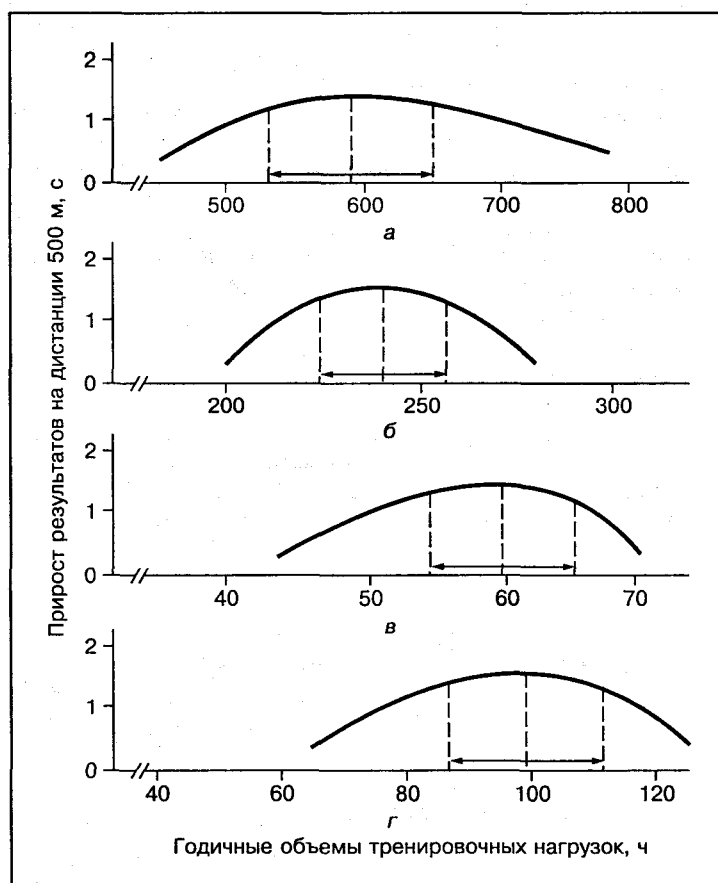 Прирост результатов на дистанции 500 м, с
2
1
0
500 600 700 800
а
2
1
0
200 250 300
б
2
1
0
40 50 60 70
в
2
1
0
40 60 80 100 120
г
Годичные объемы тренировочных нагрузок, ч